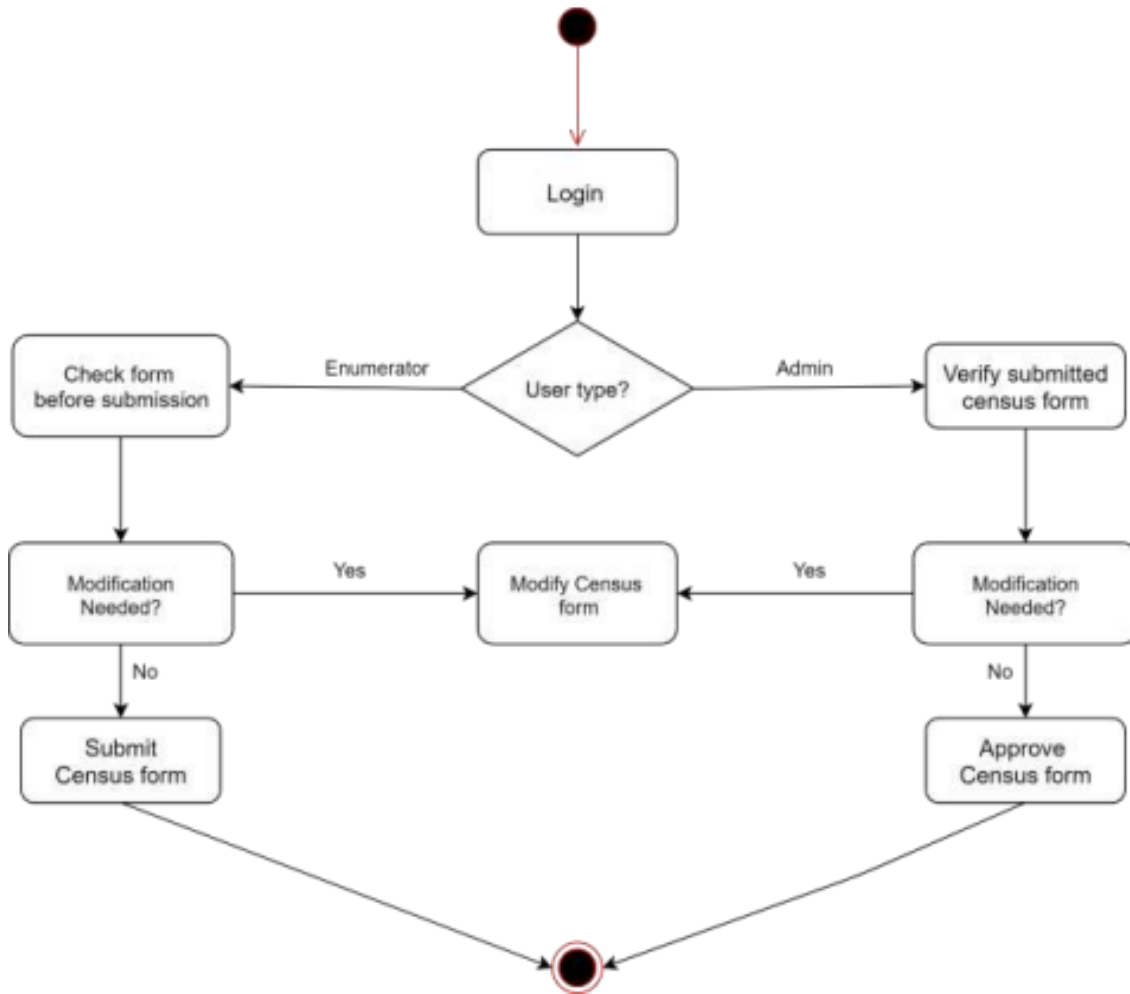 Login
Enumerator
User type?
Admin
Check form
before submission
Verify submitted
census form
Modification
Needed?
Yes
Modify Census
form
Yes
Modification
Needed?
No
No
Submit
Census form
Approve
Census form